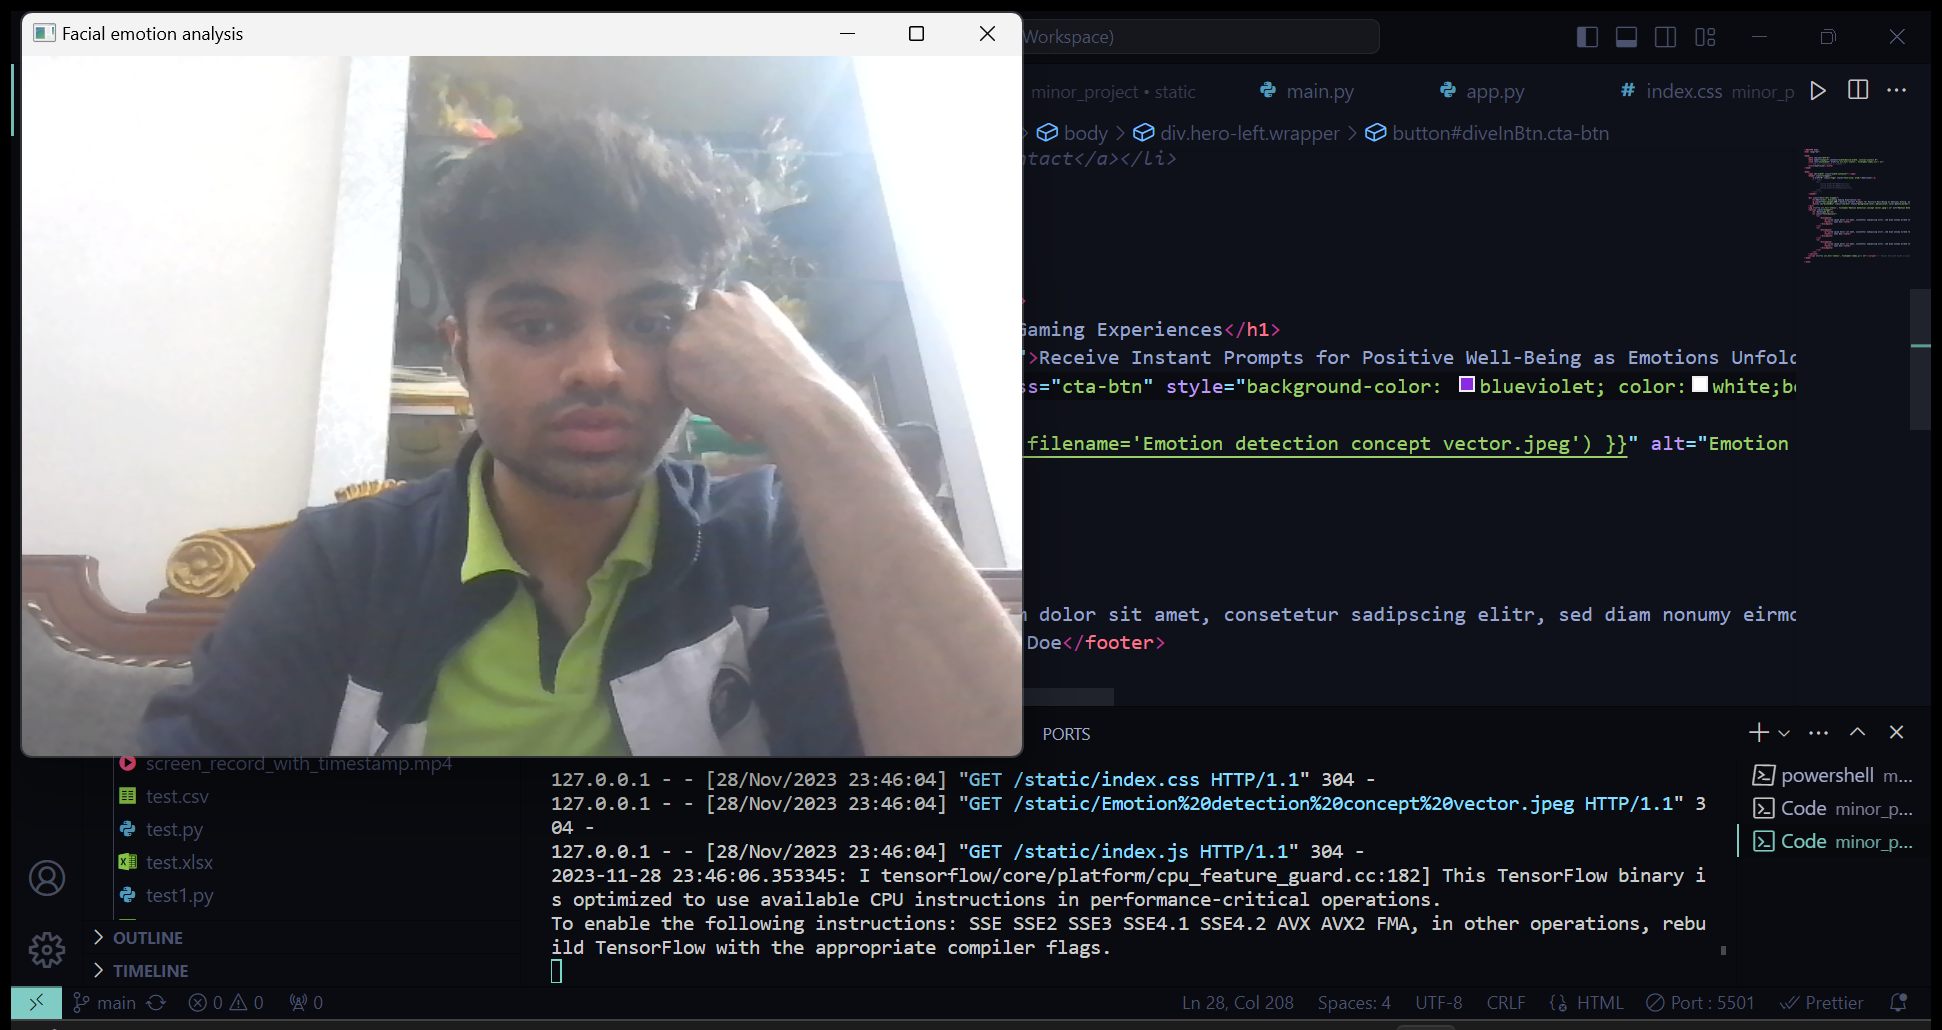 Facial emotion analysis
Workspace)
minor_project • static
main.py
app.py
# index.css minor_p
body > div.hero-left.wrapper > button#diveInBtn.cta-btn
ntact</a></li>
>
Gaming Experiences</h1>
">Receive Instant Prompts for Positive Well-Being as Emotions Unfold
ss="cta-btn" style="background-color: blueviolet; color: white;bo
filename='Emotion detection concept vector.jpeg') }}" alt="Emotion
m dolor sit amet, consetetur sadipscing elitr, sed diam nonumy eirmo
Doe</footer>
PORTS
screen_record_with_timestamp.mp4
test.csv
test.py
test.xlsx
test1.py
OUTLINE
TIMELINE
127.0.0.1 - - [28/Nov/2023 23:46:04] "GET /static/index.css HTTP/1.1" 304 -
127.0.0.1 - - [28/Nov/2023 23:46:04] "GET /static/Emotion%20detection%20concept%20vector.jpeg HTTP/1.1" 3
04 -
127.0.0.1 - - [28/Nov/2023 23:46:04] "GET /static/index.js HTTP/1.1" 304 -
2023-11-28 23:46:06.353345: I tensorflow/core/platform/cpu_feature_guard.cc:182] This TensorFlow binary i
s optimized to use available CPU instructions in performance-critical operations.
To enable the following instructions: SSE SSE2 SSE3 SSE4.1 SSE4.2 AVX AVX2 FMA, in other operations, rebu
ild TensorFlow with the appropriate compiler flags.
powershell m...
Code minor_p...
Code minor_p...
main 0 0 0
Ln 28, Col 208 Spaces: 4 UTF-8 CRLF HTML Port : 5501 Prettier